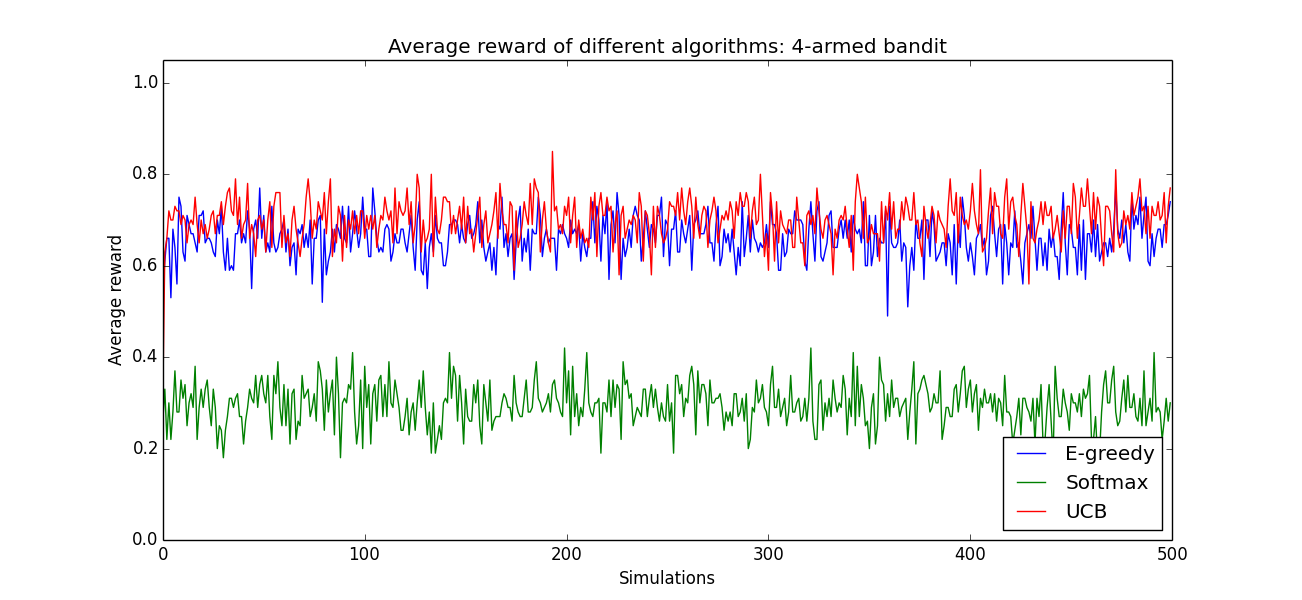 Average reward of different algorithms: 4-armed bandit
1.0
0.8
0.6
0.4
0.2
0.0
Average reward
0 100 200 300 400 500
Simulations
E-greedy
Softmax
UCB